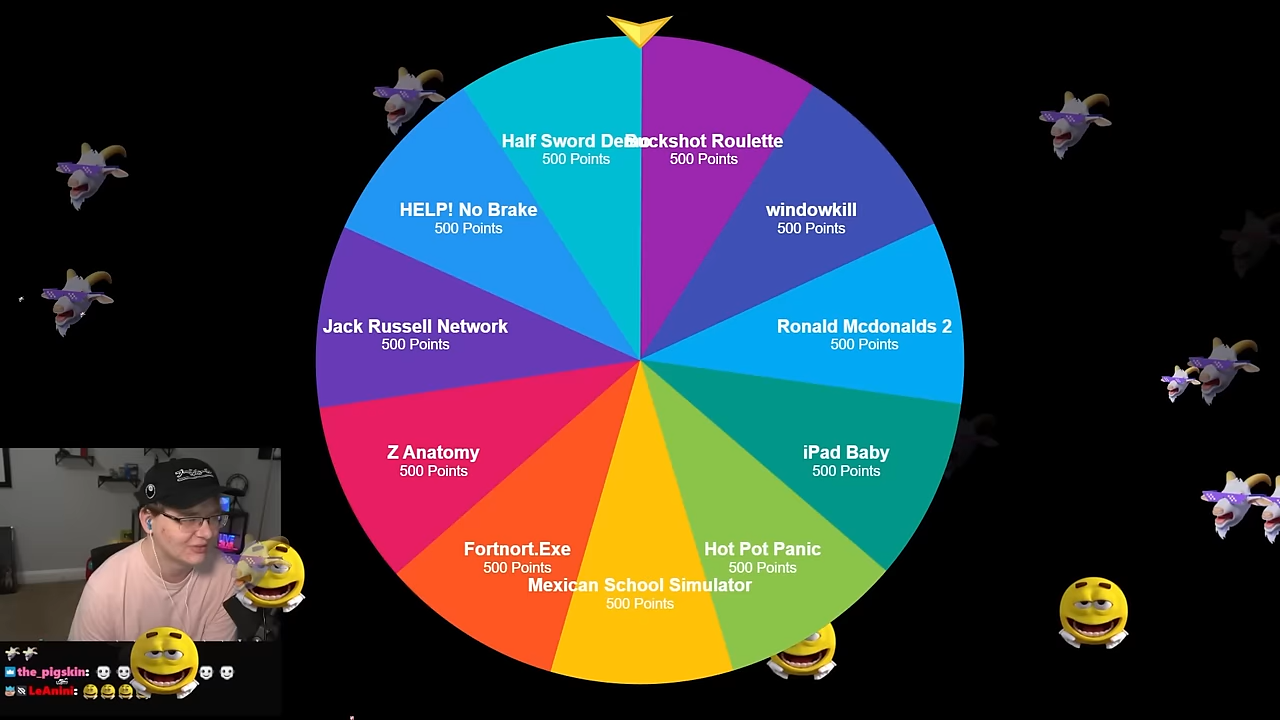 Half Sword Demo
500 Points
Buckshot Roulette
500 Points
HELP! No Brake
500 Points
windowkill
500 Points
Jack Russell Network
500 Points
Ronald Mcdonalds 2
500 Points
Z Anatomy
500 Points
iPad Baby
500 Points
Fortnort.Exe
500 Points
Hot Pot Panic
500 Points
Mexican School Simulator
500 Points
the_pigskin:
LeAnini: